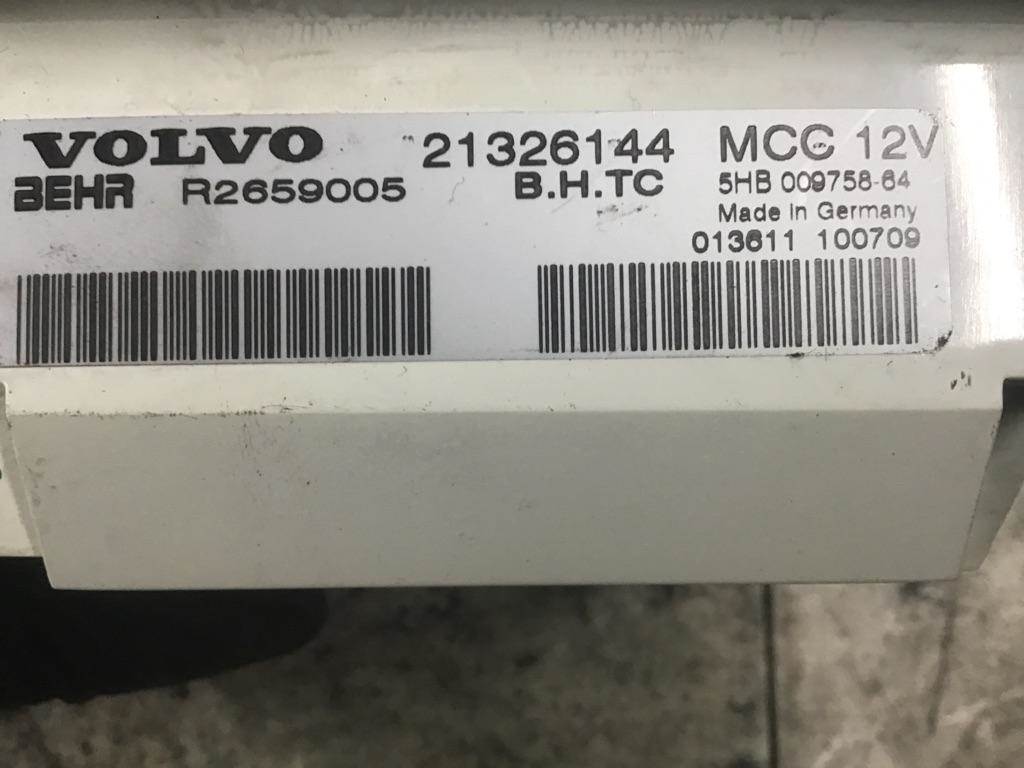 VOLVO 21326144 MCC 12V
BEHR R2659005 B.H.TC 5HB 009758-64
Made in Germany
013611 100709